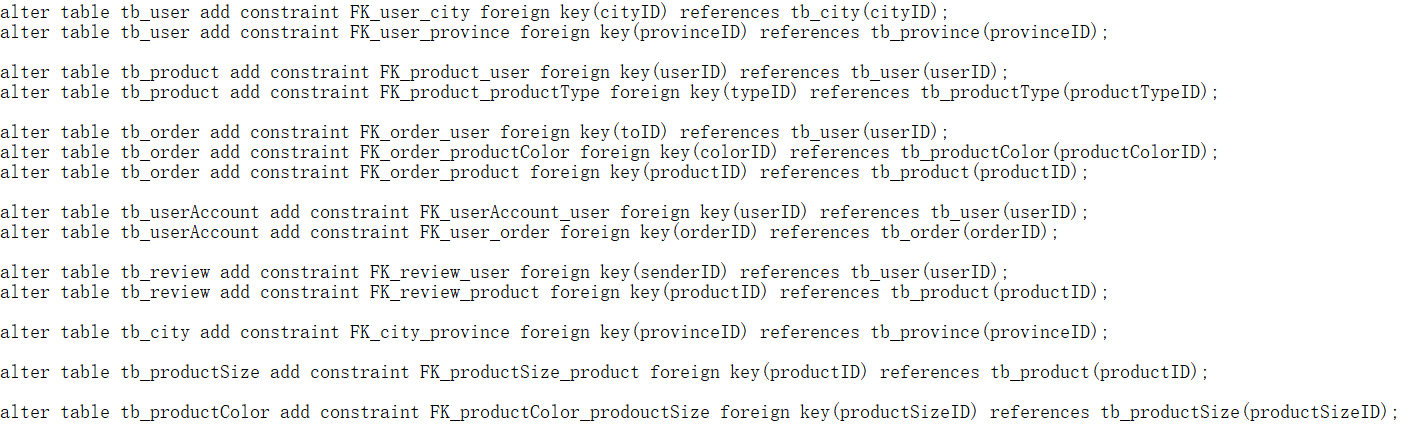 alter table tb_user add constraint FK_user_city foreign key(cityID) references tb_city(cityID);
alter table tb_user add constraint FK_user_province foreign key(provinceID) references tb_province(provinceID);
alter table tb_product add constraint FK_product_user foreign key(userID) references tb_user(userID);
alter table tb_product add constraint FK_product_productType foreign key(typeID) references tb_productType(productTypeID);
alter table tb_order add constraint FK_order_user foreign key(toID) references tb_user(userID);
alter table tb_order add constraint FK_order_productColor foreign key(colorID) references tb_productColor(productColorID);
alter table tb_order add constraint FK_order_product foreign key(productID) references tb_product(productID);
alter table tb_userAccount add constraint FK_userAccount_user foreign key(userID) references tb_user(userID);
alter table tb_userAccount add constraint FK_user_order foreign key(orderID) references tb_order(orderID);
alter table tb_review add constraint FK_review_user foreign key(senderID) references tb_user(userID);
alter table tb_review add constraint FK_review_product foreign key(productID) references tb_product(productID);
alter table tb_city add constraint FK_city_province foreign key(provinceID) references tb_province(provinceID);
alter table tb_productSize add constraint FK_productSize_product foreign key(productID) references tb_product(productID);
alter table tb_productColor add constraint FK_productColor_prodouctSize foreign key(productSizeID) references tb_productSize(productSizeID);